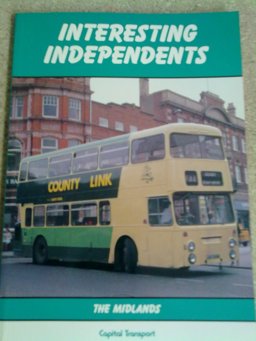 INTERESTING
INDEPENDENTS
COUNTY LINK
THE MIDLANDS
Capital Transport